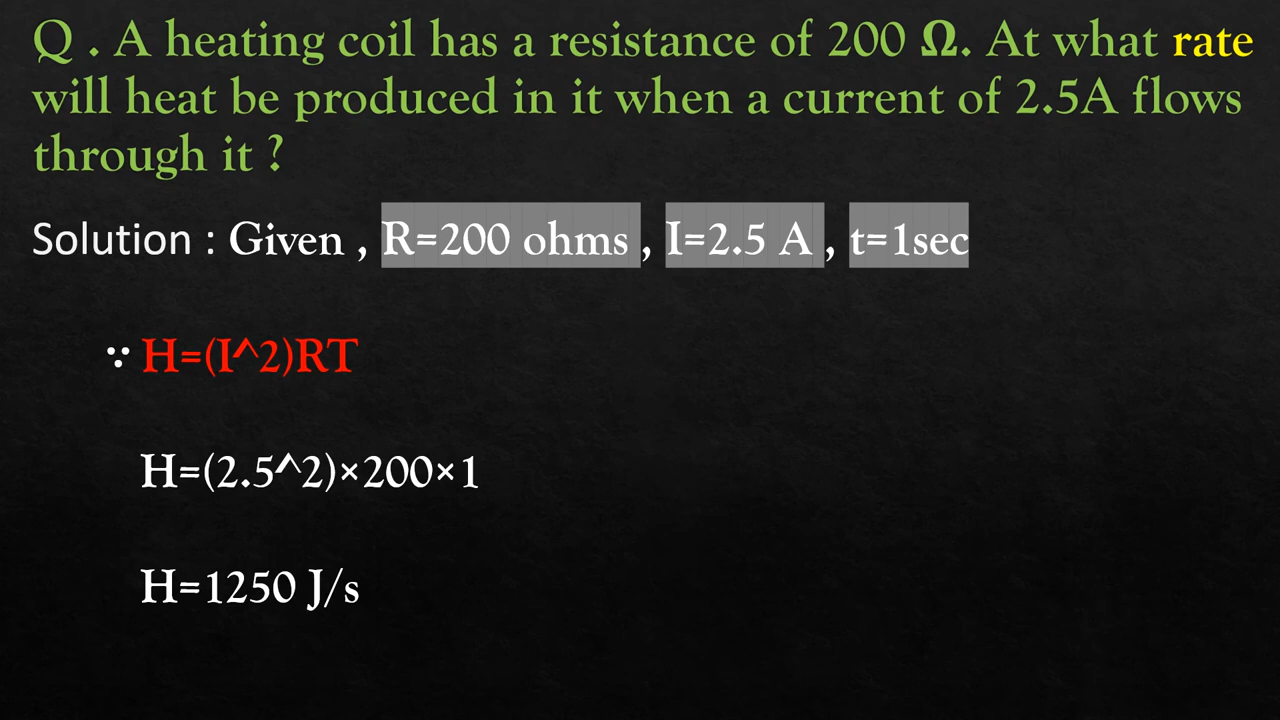 Q . A heating coil has a resistance of 200 Ω. At what rate
will heat be produced in it when a current of 2.5A flows
through it ?
Solution : Given , R=200 ohms , I=2.5 A , t=1sec
∵ H=(I^2)RT
H=(2.5^2)×200×1
H=1250 J/s